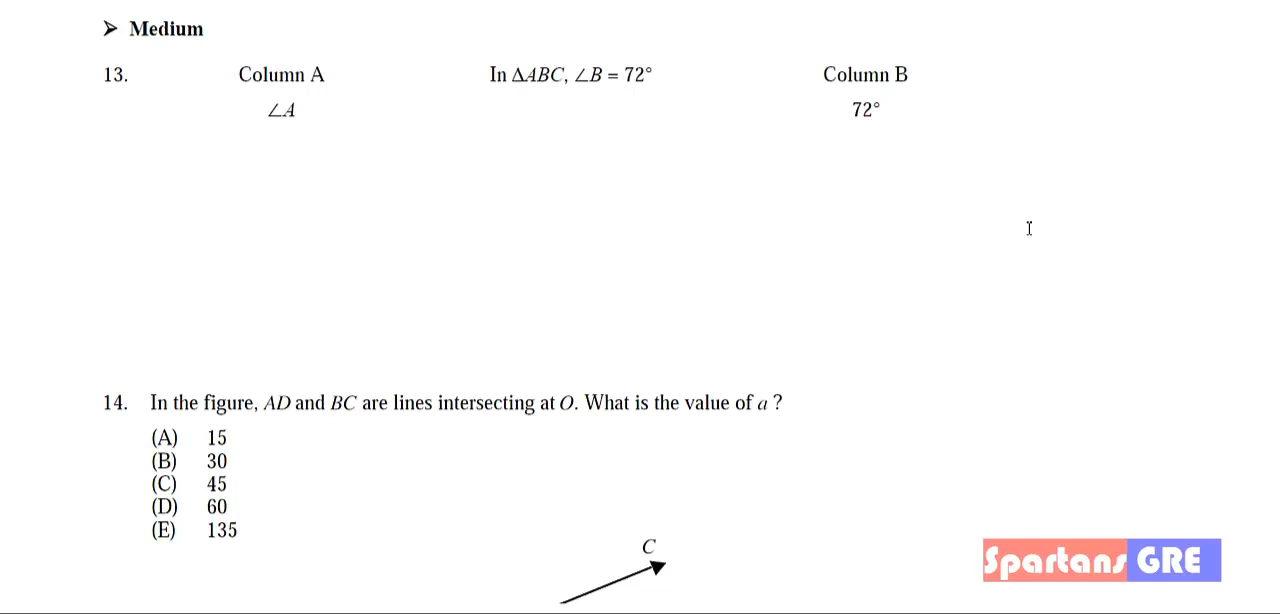 ➢ Medium
13. Column A In ΔABC, ∠B = 72° Column B
∠A 72°
14. In the figure, AD and BC are lines intersecting at O. What is the value of a ?
(A) 15
(B) 30
(C) 45
(D) 60
(E) 135
C
Spartans GRE